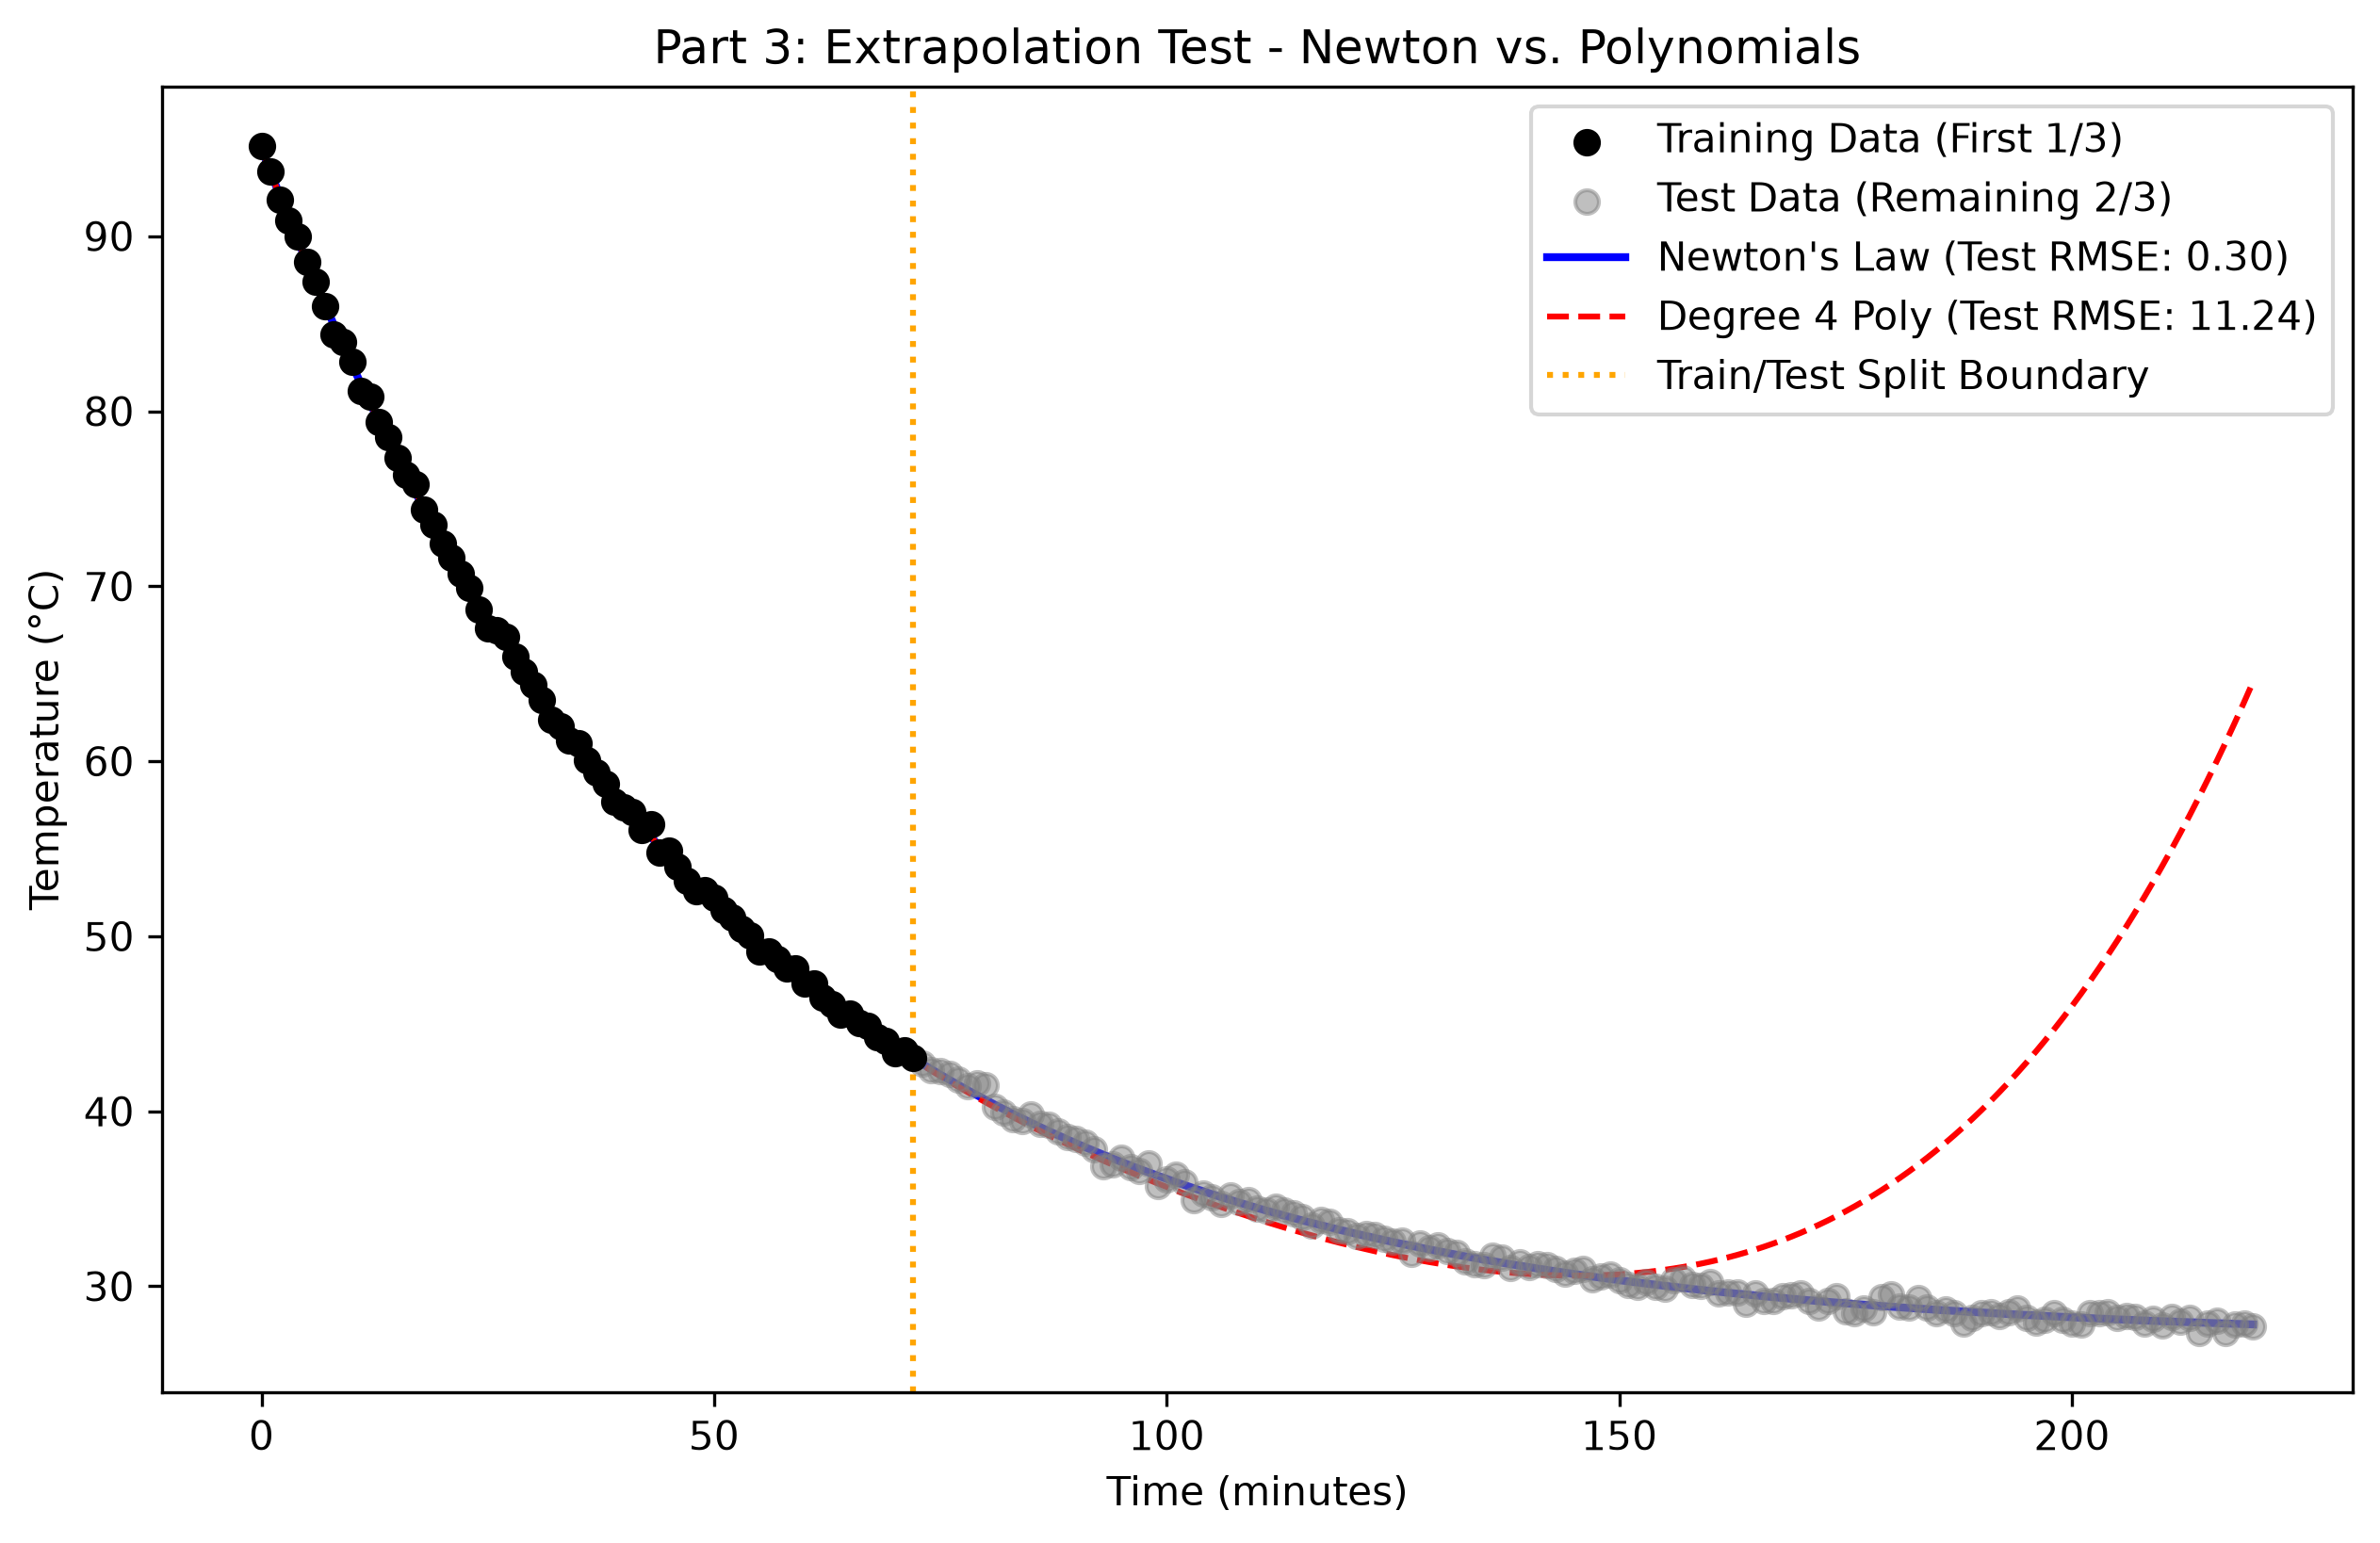 Part 3: Extrapolation Test - Newton vs. Polynomials
Training Data (First 1/3)
Test Data (Remaining 2/3)
Newton's Law (Test RMSE: 0.30)
Degree 4 Poly (Test RMSE: 11.24)
Train/Test Split Boundary
Temperature (°C)
90
80
70
60
50
40
30
0
50
100
150
200
Time (minutes)